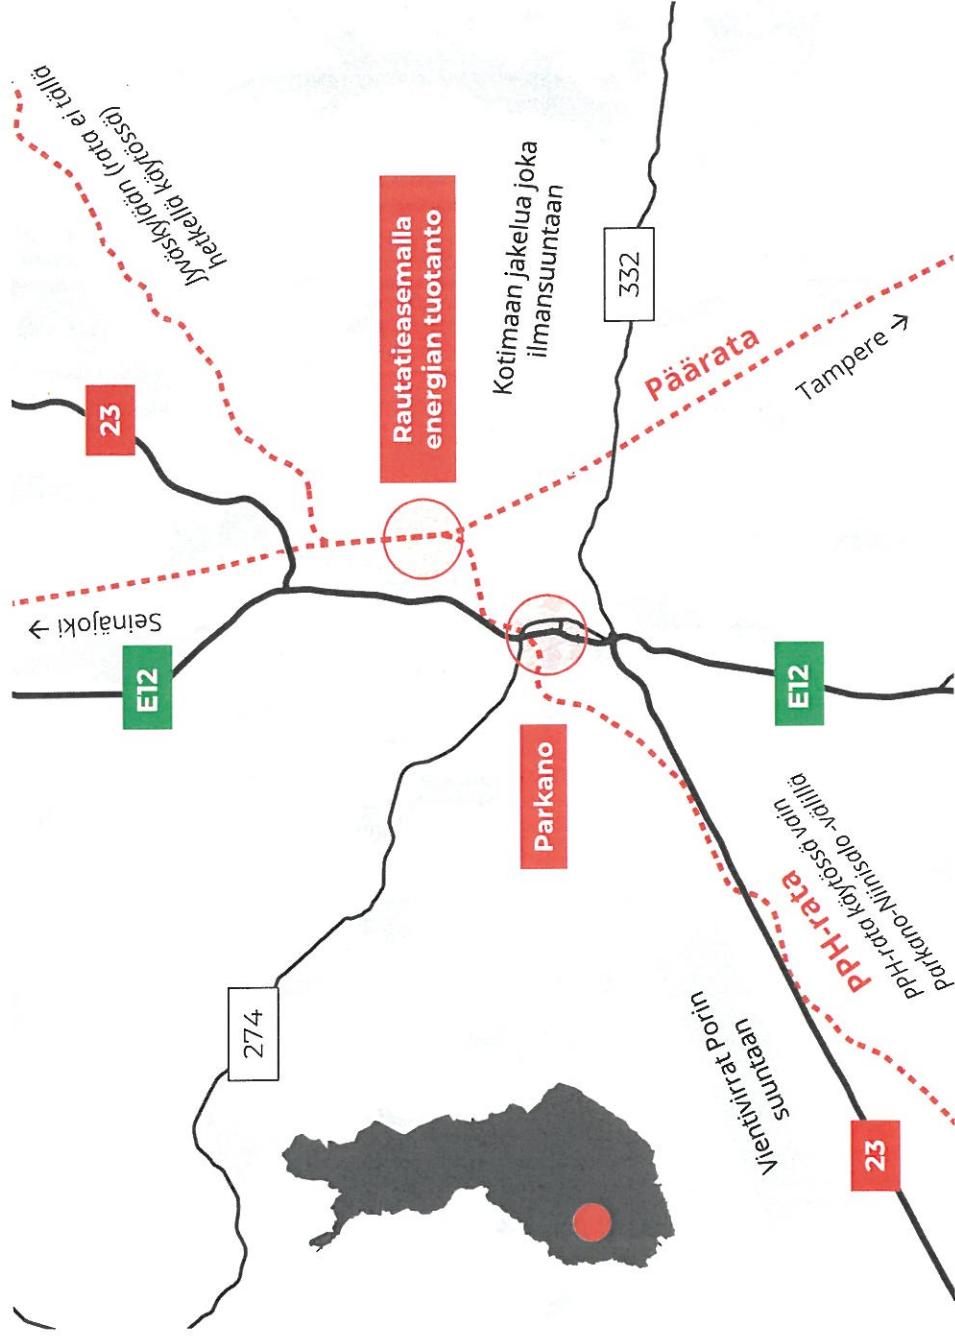 Jyväskylään (rata ei tällä
hetkellä käytössä)
23
Seinäjoki →
E12
274
Rautatieasemalla
energian tuotanto
Kotimaan jakelua joka
ilmansuuntaan
Parkano
332
Päärata
Tampere →
E12
Vientivirrat Porin
suuntaan
PPH-rata
PPH-rata käytössä vain
Parkano-Niinisalo -välillä
23